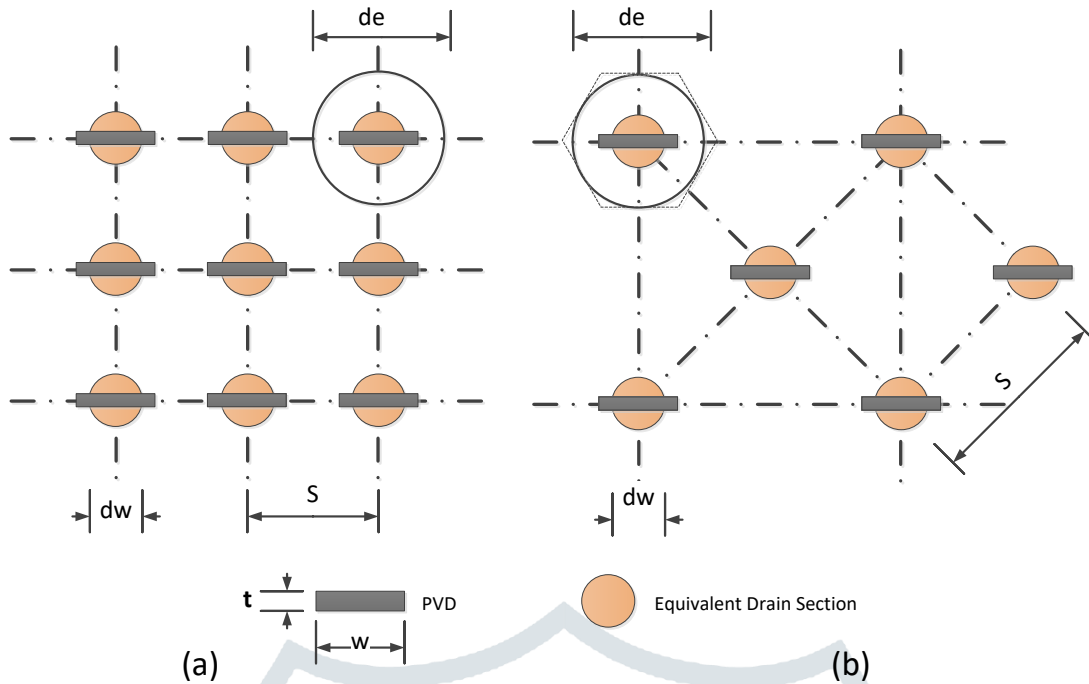 de
de
S
dw
S
dw
t
PVD
Equivalent Drain Section
w
(a)
(b)